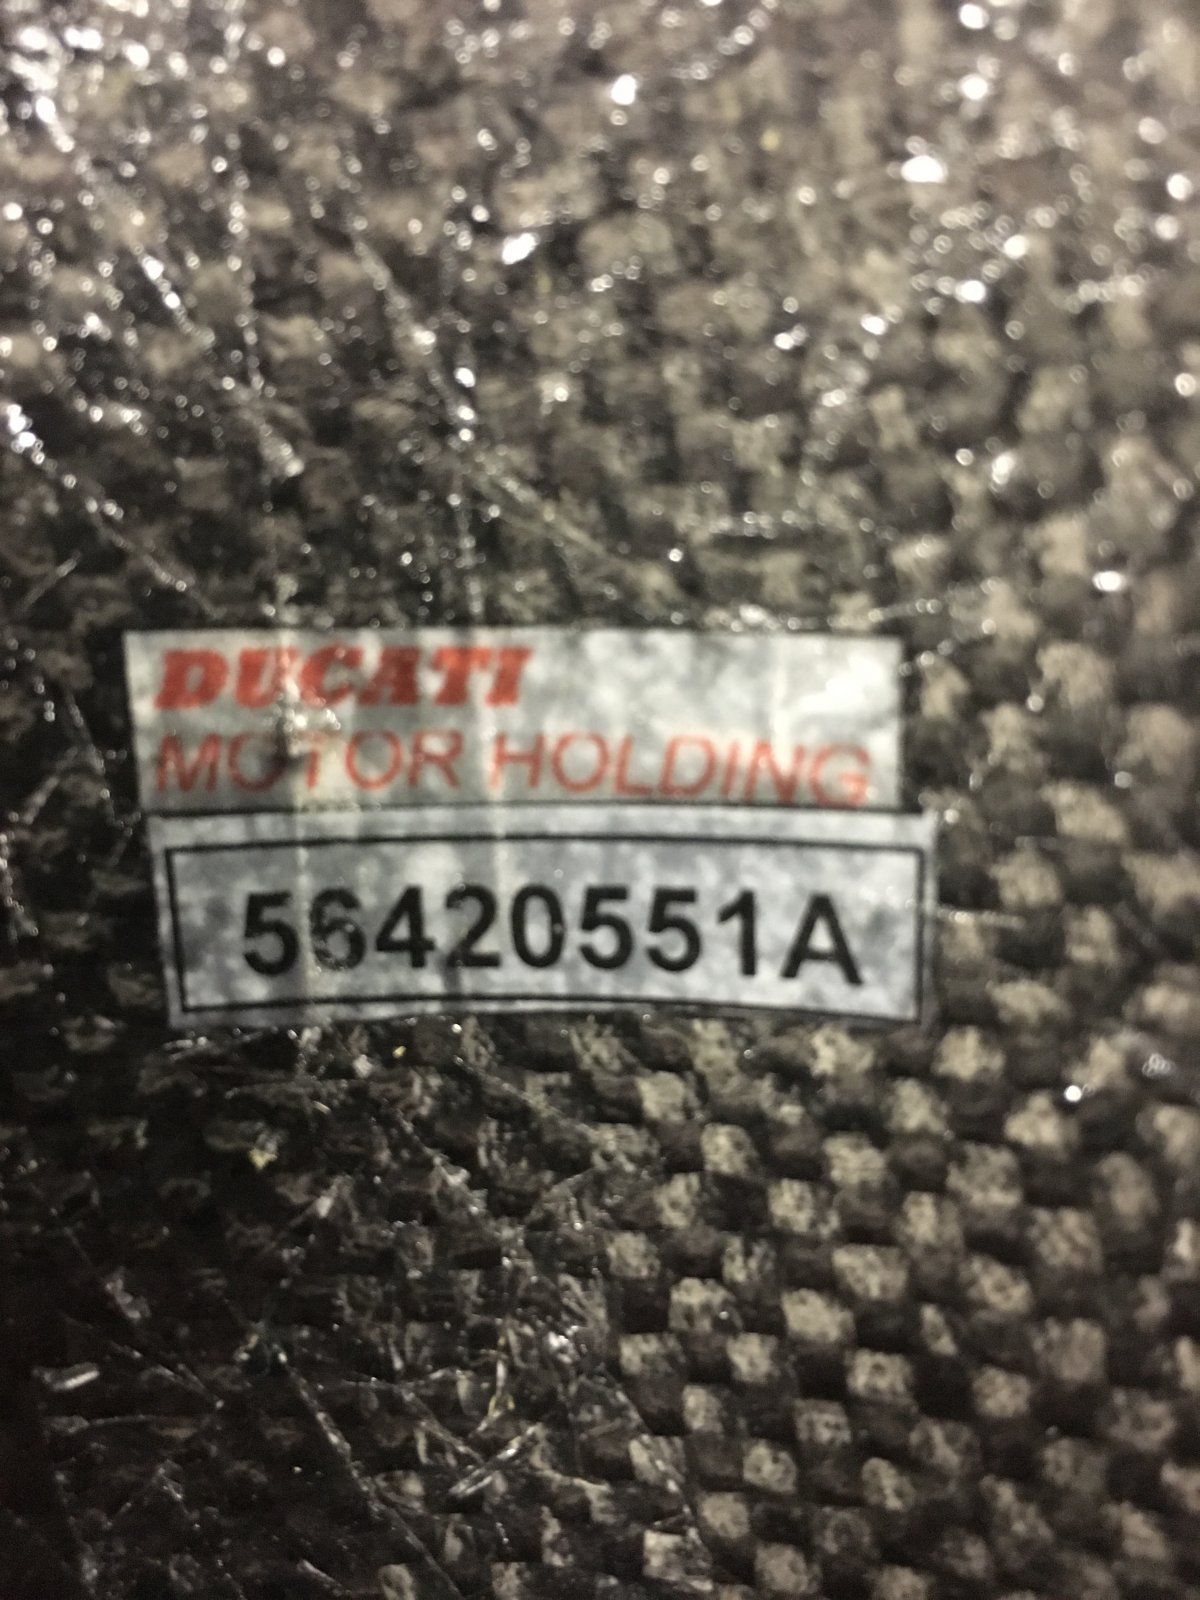 DUCATI
MOTOR HOLDING
56420551A